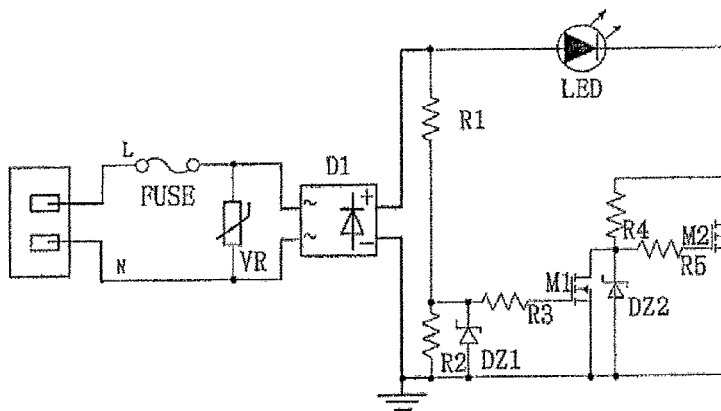 LED
R1
L
D1
FUSE
~
+
~
−
VR
N
R4
M2
R5
M1
R3
DZ2
R2
DZ1